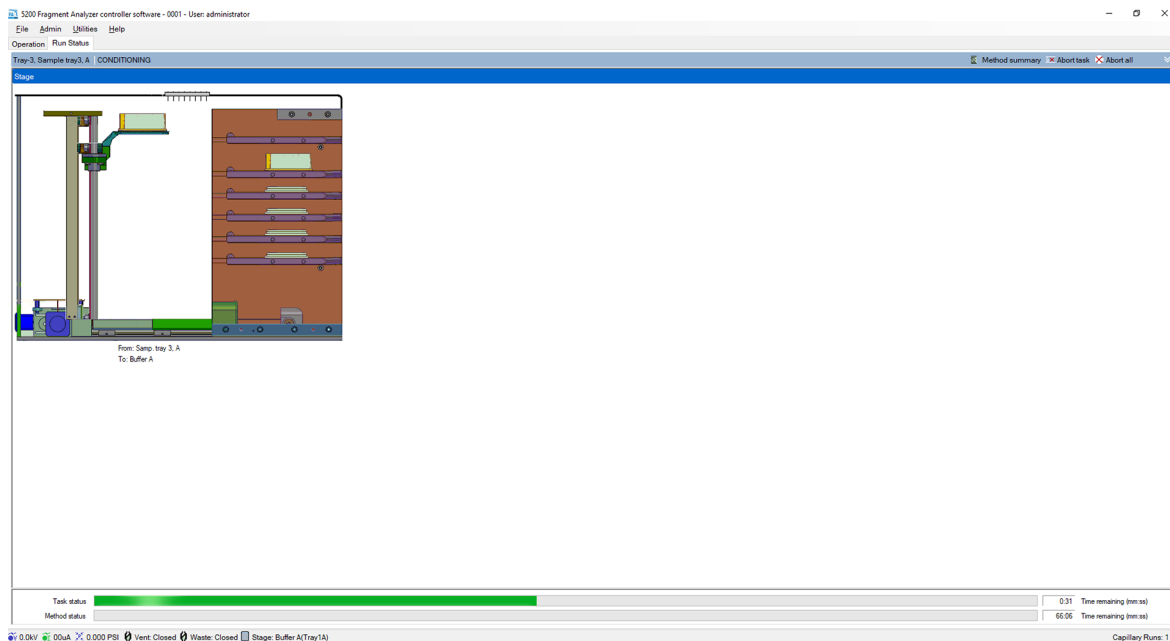 5200 Fragment Analyzer controller software - 0001 - User: administrator
File Admin Utilities Help
Operation Run Status
Tray-3, Sample tray3, A CONDITIONING Method summary Abort task Abort all
Stage
From: Samp. tray 3, A
To: Buffer A
Task status 0:31 Time remaining (mm:ss)
Method status 66:06 Time remaining (mm:ss)
0.0kV 00uA 0.000 PSI Vent: Closed Waste: Closed Stage: Buffer A(Tray1A) Capillary Runs: 1